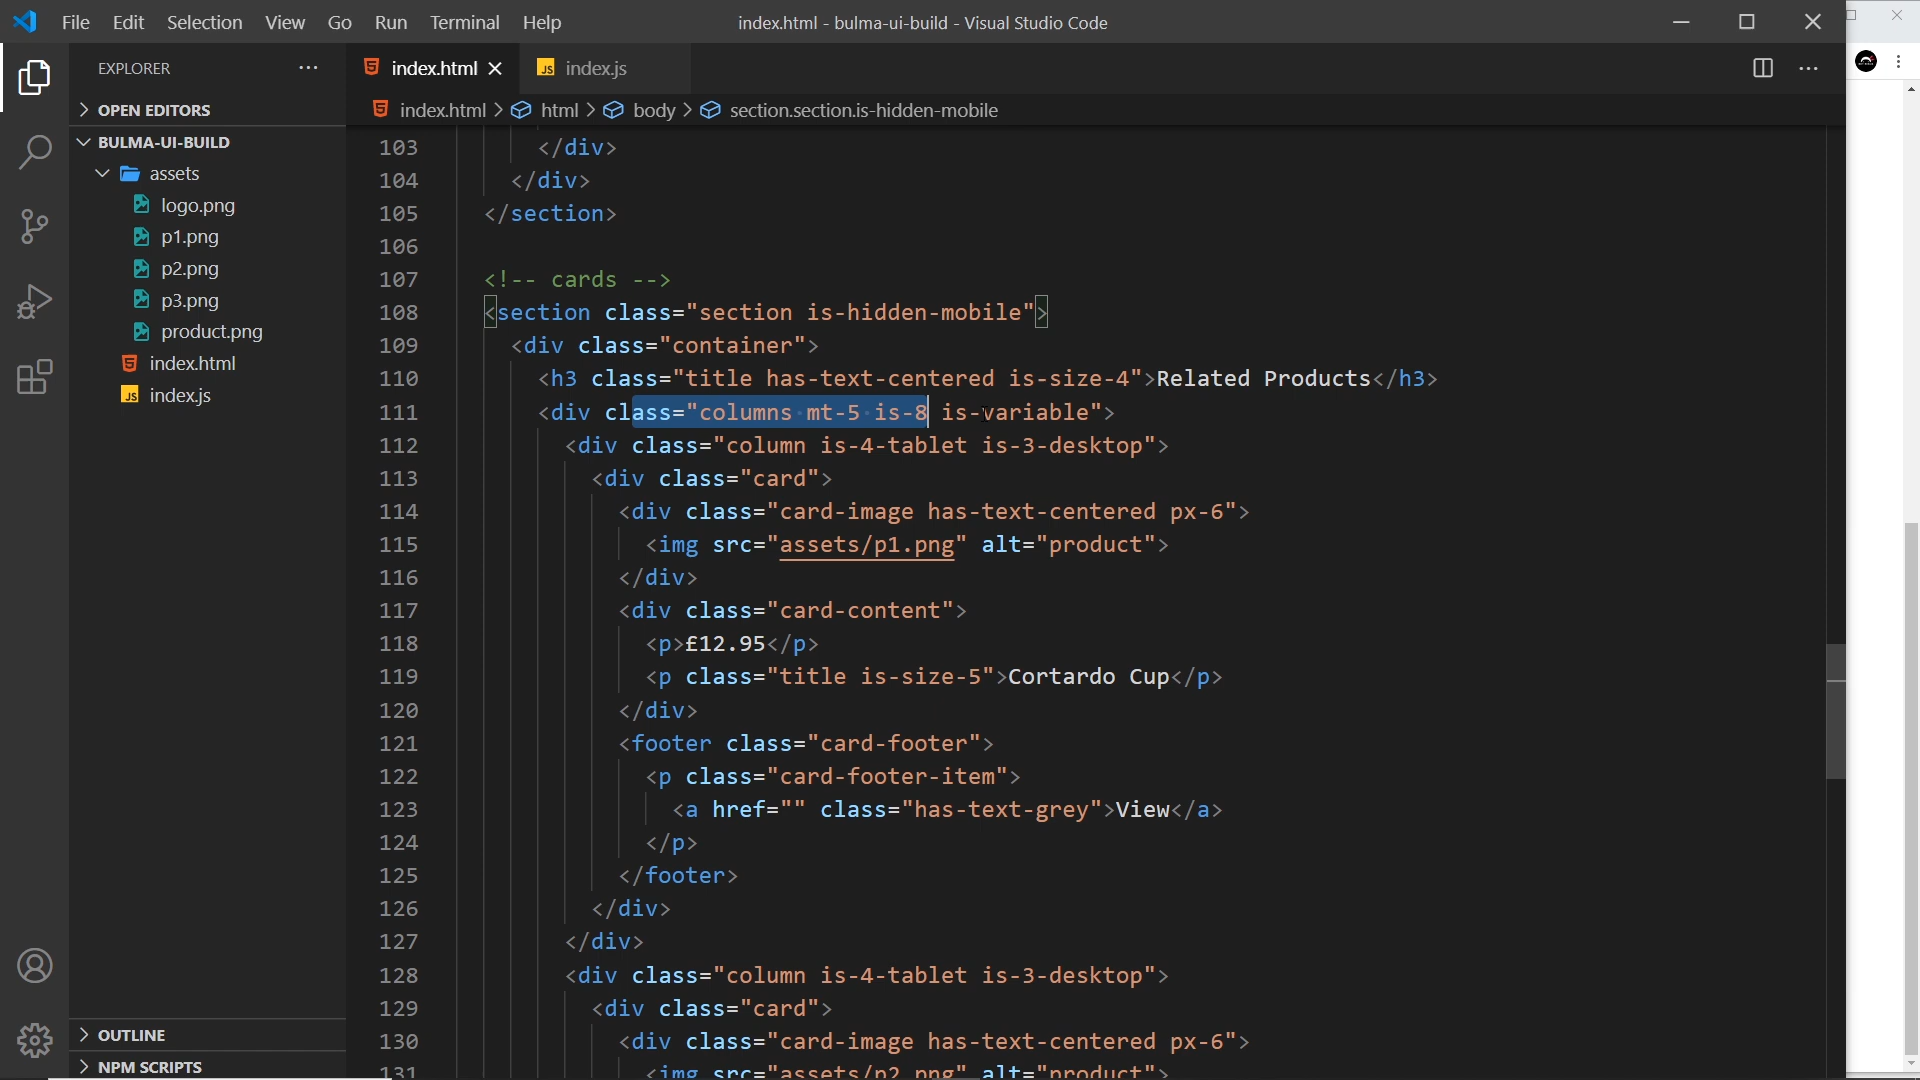 File Edit Selection View Go Run Terminal Help
index.html - bulma-ui-build - Visual Studio Code
EXPLORER
OPEN EDITORS
BULMA-UI-BUILD
assets
logo.png
p1.png
p2.png
p3.png
product.png
index.html
index.js
OUTLINE
NPM SCRIPTS
index.html
JS index.js
index.html > html > body > section.section.is-hidden-mobile
103 </div>
104 </div>
105 </section>
106
107 <!-- cards -->
108 <section class="section is-hidden-mobile">
109 <div class="container">
110 <h3 class="title has-text-centered is-size-4">Related Products</h3>
111 <div class="columns mt-5 is-8 is-variable">
112 <div class="column is-4-tablet is-3-desktop">
113 <div class="card">
114 <div class="card-image has-text-centered px-6">
115 <img src="assets/p1.png" alt="product">
116 </div>
117 <div class="card-content">
118 <p>£12.95</p>
119 <p class="title is-size-5">Cortardo Cup</p>
120 </div>
121 <footer class="card-footer">
122 <p class="card-footer-item">
123 <a href="" class="has-text-grey">View</a>
124 </p>
125 </footer>
126 </div>
127 </div>
128 <div class="column is-4-tablet is-3-desktop">
129 <div class="card">
130 <div class="card-image has-text-centered px-6">
131 <img src="assets/p2.png" alt="product">